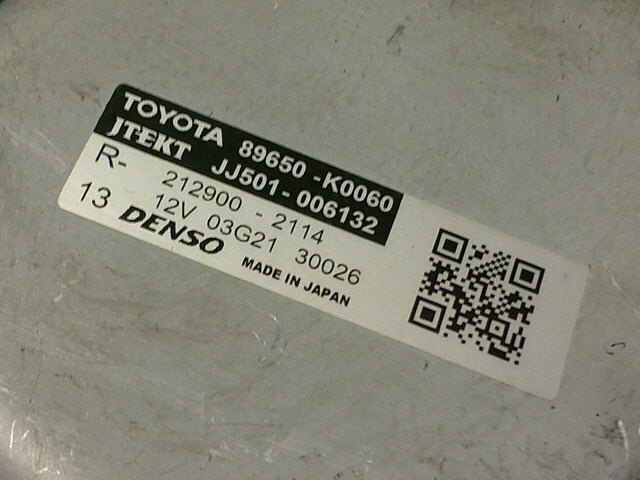 TOYOTA 89650-K0060
JTEKT JJ501-006132
R- 212900-2114
13 12V 03G21 30026
DENSO MADE IN JAPAN